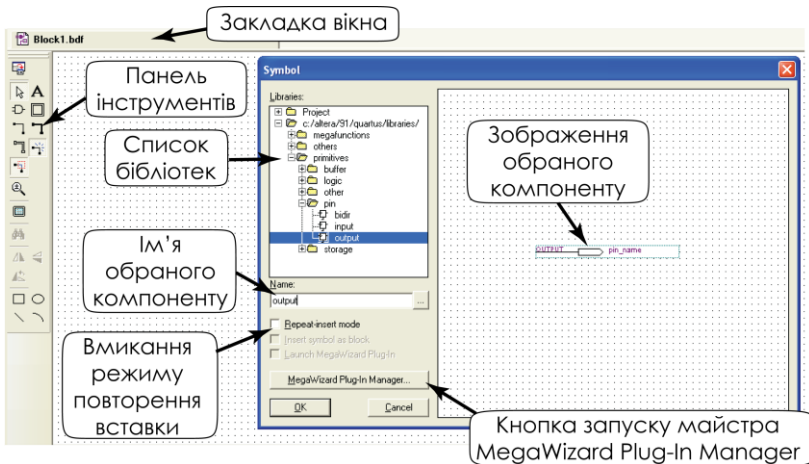 Закладка вікна
Block1.bdf
Панель
інструментів
Symbol
Libraries:
Project
c:/altera/91/quartus/libraries/
megafunctions
others
primitives
buffer
logic
other
pin
bidir
input
output
storage
Список
бібліотек
Зображення
обраного
компоненту
OUTPUT
pin_name
Ім’я
обраного
компоненту
Name:
output
...
Repeat-insert mode
Insert symbol as block
Launch MegaWizard Plug-In
Вмикання
режиму
повторення
вставки
MegaWizard Plug-In Manager...
OK
Cancel
Кнопка запуску майстра
MegaWizard Plug-In Manager